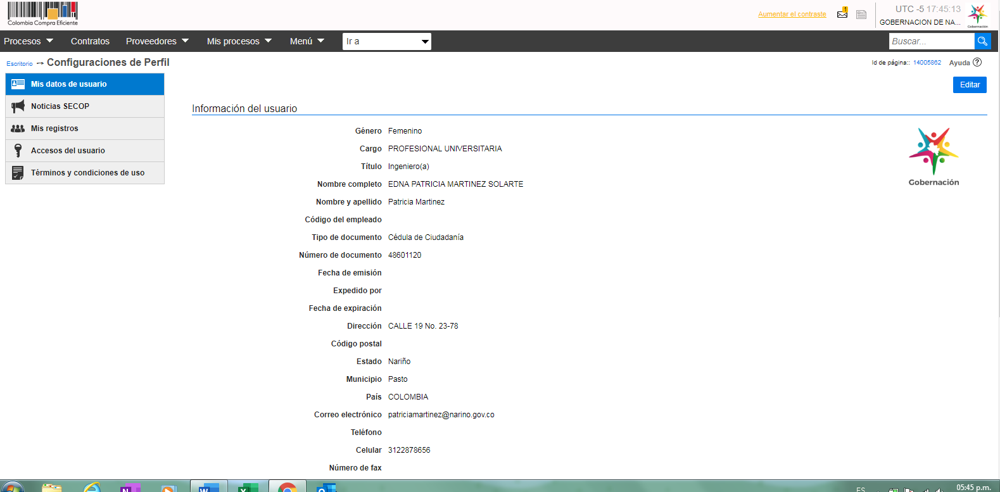 Colombia Compra Eficiente
Aumentar el contraste
1
UTC -5 17:45:13
GOBERNACION DE NA...
Gobernación
Procesos
Contratos
Proveedores
Mis procesos
Menú
Ir a
Buscar...
Escritorio → Configuraciones de Perfil
Id de página:: 14005862
Ayuda ?
Mis datos de usuario
Noticias SECOP
Mis registros
Accesos del usuario
Términos y condiciones de uso
Editar
Información del usuario
Gobernación
Género Femenino
Cargo PROFESIONAL UNIVERSITARIA
Título Ingeniero(a)
Nombre completo EDNA PATRICIA MARTINEZ SOLARTE
Nombre y apellido Patricia Martinez
Código del empleado
Tipo de documento Cédula de Ciudadanía
Número de documento 48601120
Fecha de emisión
Expedido por
Fecha de expiración
Dirección CALLE 19 No. 23-78
Código postal
Estado Nariño
Municipio Pasto
País COLOMBIA
Correo electrónico patriciamartinez@narino.gov.co
Teléfono
Celular 3122878656
Número de fax
ES
05:45 p.m.